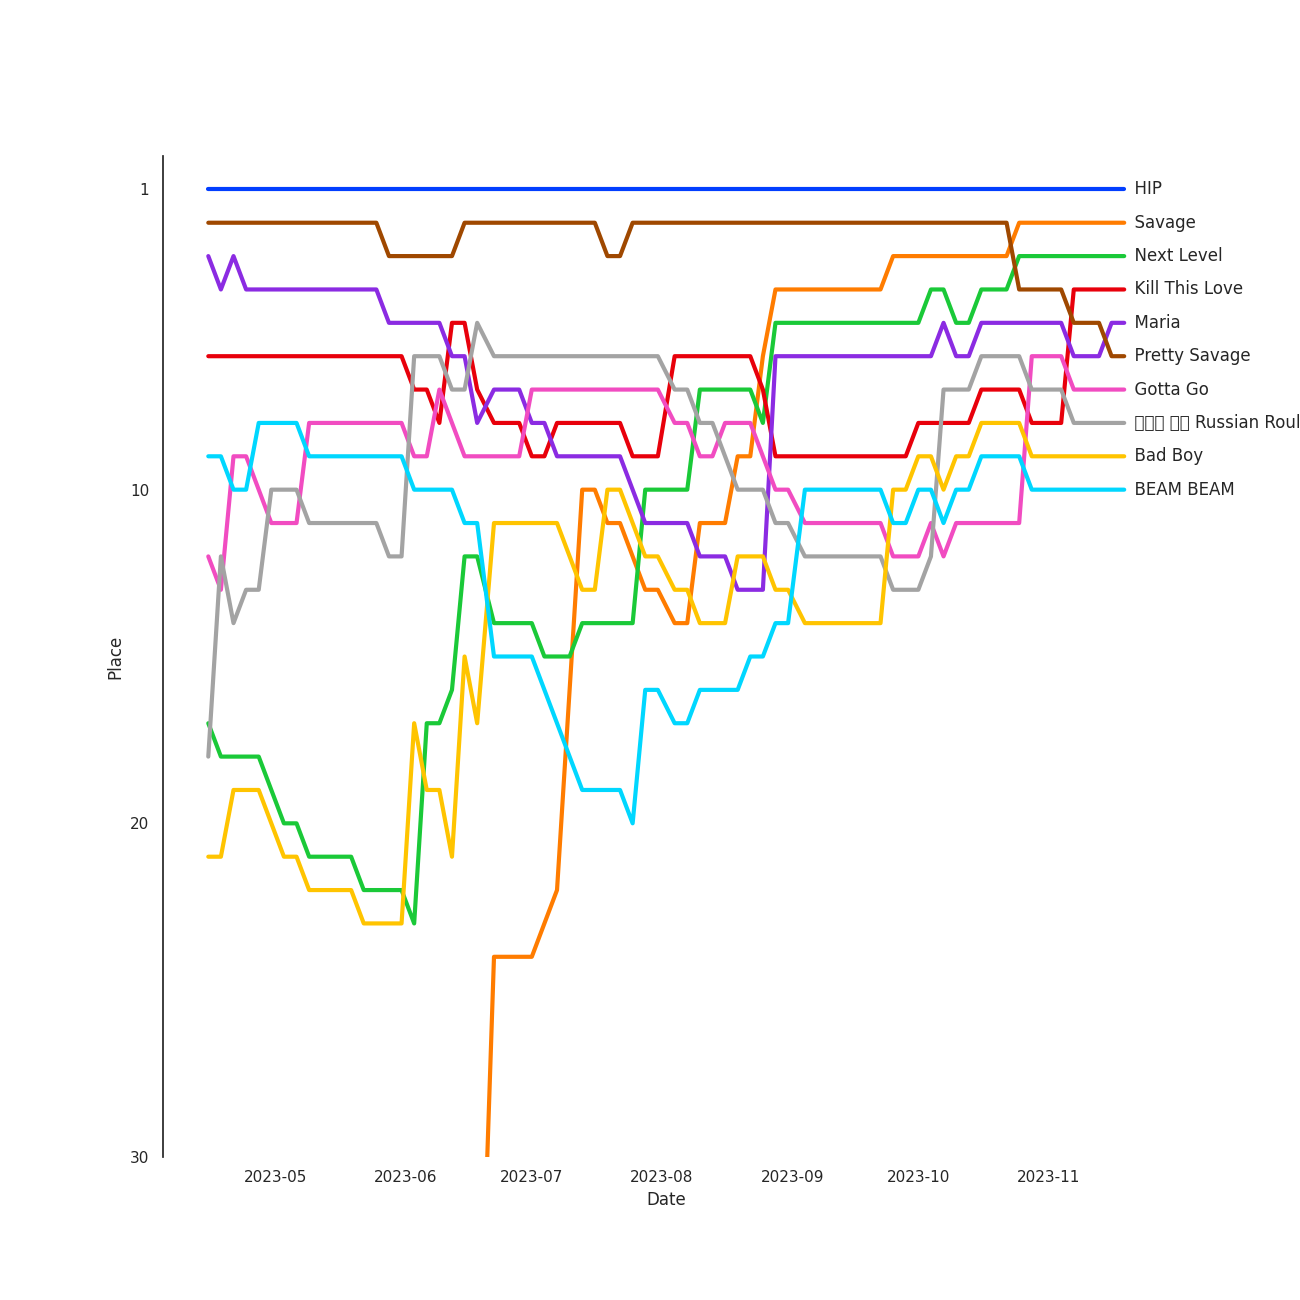 1
10
20
30
Place
2023-05
2023-06
2023-07
2023-08
2023-09
2023-10
2023-11
Date
HIP
Savage
Next Level
Kill This Love
Maria
Pretty Savage
Gotta Go
Russian Roul
Bad Boy
BEAM BEAM